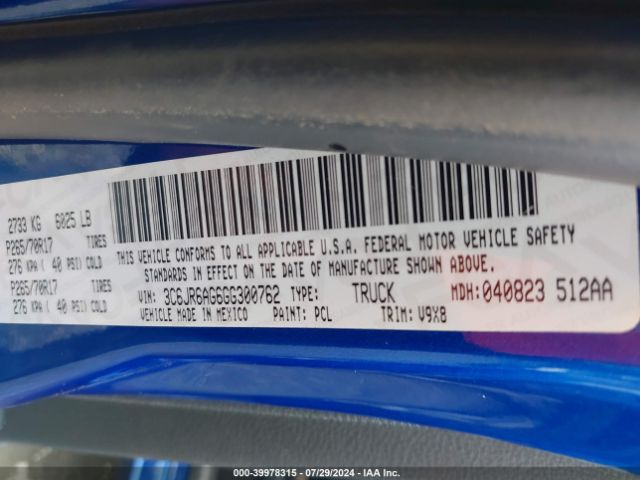 2733 KG 6025 LB
P265/70R17 TIRES
276 KPA ( 40 PSI) COLD
P265/70R17 TIRES
276 KPA ( 40 PSI) COLD
THIS VEHICLE CONFORMS TO ALL APPLICABLE U.S.A. FEDERAL MOTOR VEHICLE SAFETY
STANDARDS IN EFFECT ON THE DATE OF MANUFACTURE SHOWN ABOVE.
VIN: 3C6JR6AG6GG300762 TYPE: TRUCK MDH:040823 512AA
VEHICLE MADE IN MEXICO PAINT: PCL TRIM: V9X8
000-39978315 / 07/29/2024 - IAA Inc.